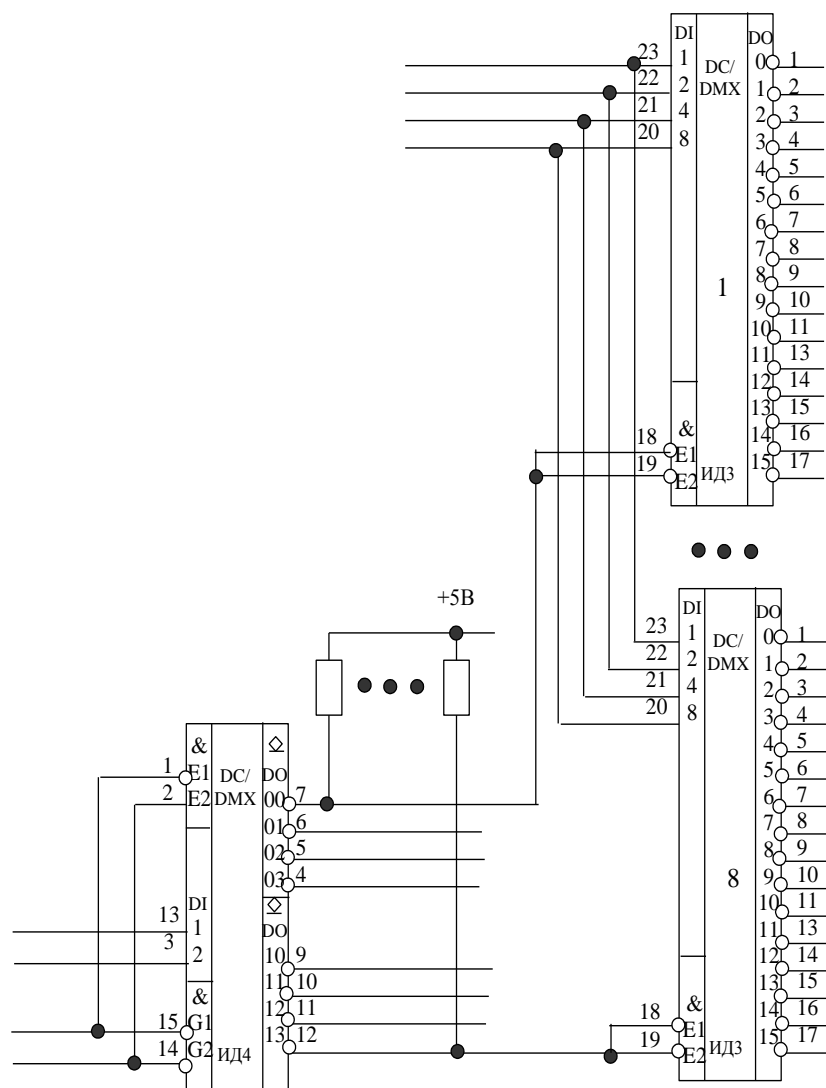 DI DO
23 1 DC/ 0 1
22 2 DMX 1 2
21 4 2 3
20 8 3 4
4 5
5 6
6 7
7 8
8 9
1
9 10
10 11
11 13
12 14
13 15
& 14 16
18 E1 15 17
19 E2 ИД3
+5В
DI DO
23 1 DC/ 0 1
22 2 DMX 1 2
21 4 2 3
20 8 3 4
4 5
5 6
6 7
7 8
8 9
8
9 10
10 11
11 13
12 14
13 15
18 & 14 16
E1
19 E2 ИД3 15 17
&
1 E1 DC/ DO
2 E2 DMX 00 7
01 6
02 5
03 4
DI
13 1 DO
3 2 10 9
& 11 10
15 G1 12 11
14 G2 ИД4 13 12